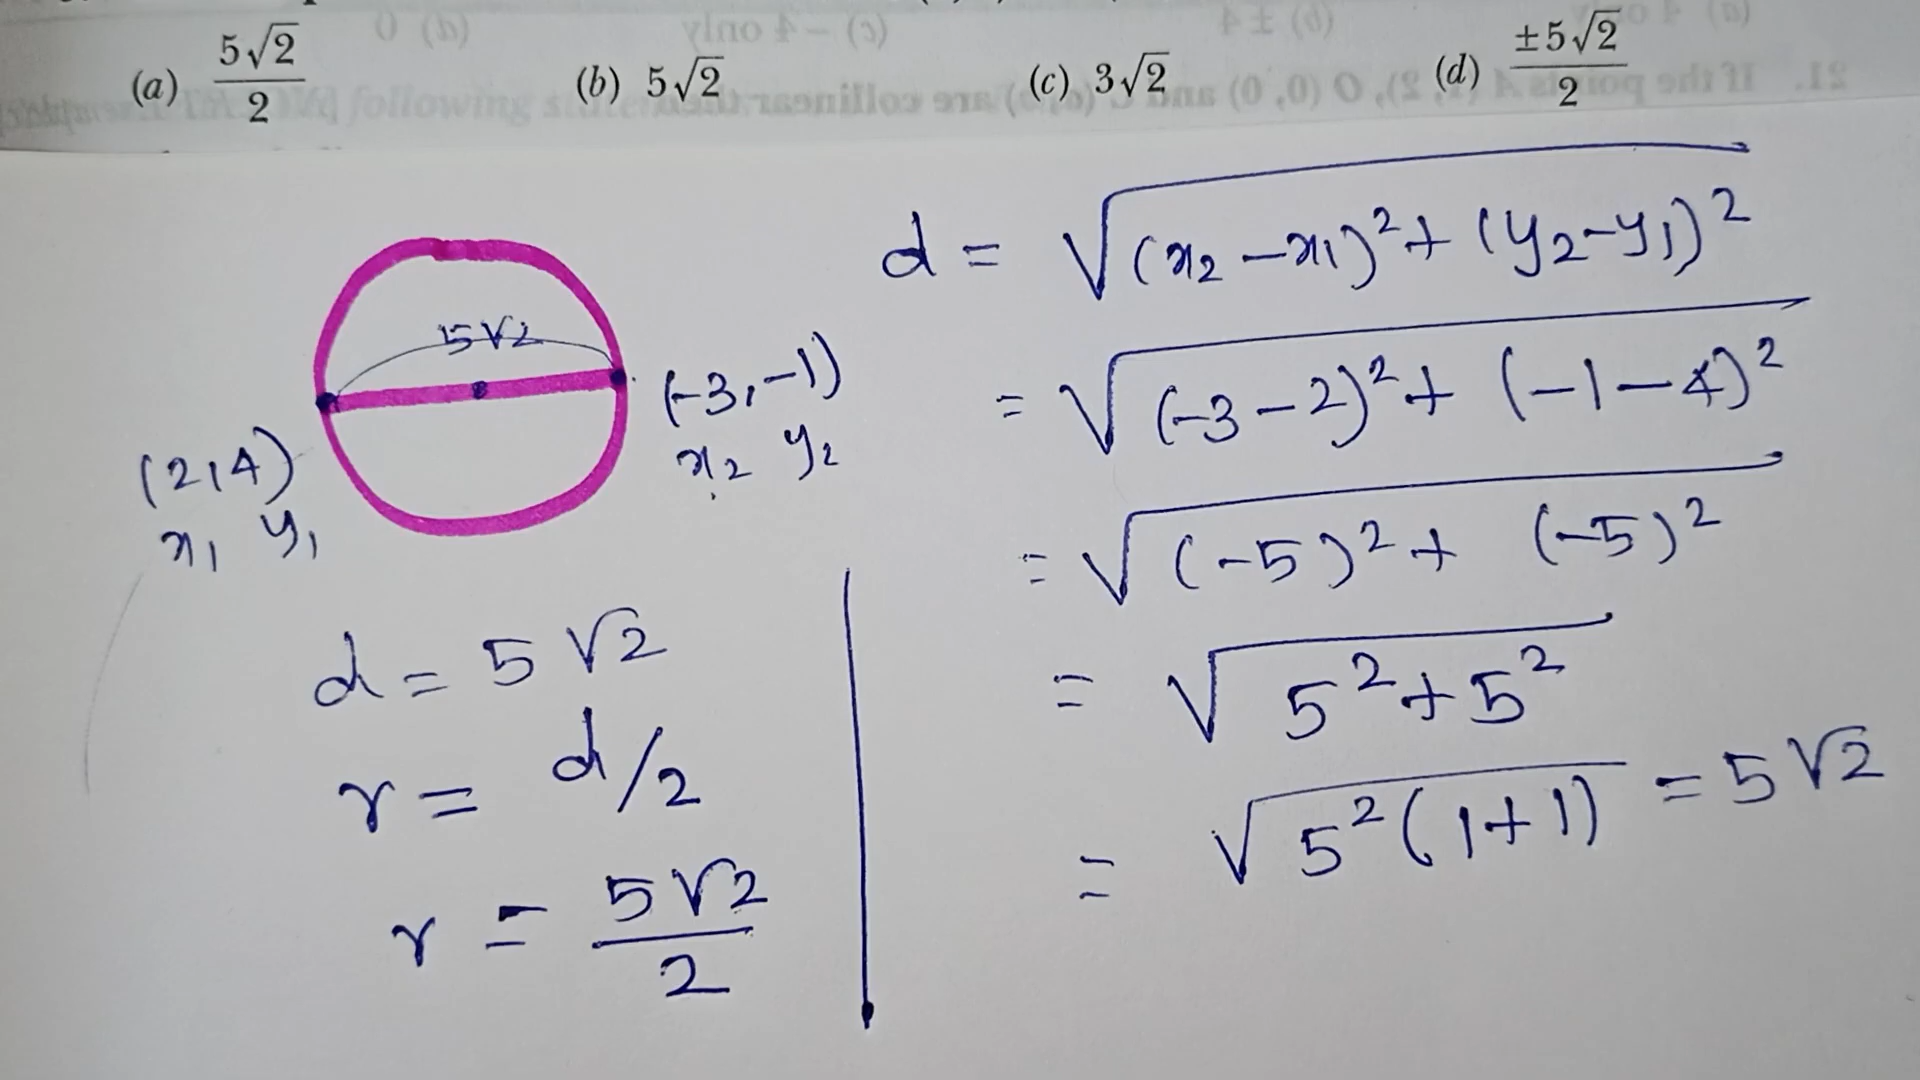 (a) 5√2/2 (b) 5√2 (c) 3√2 (d) ±5√2/2
5√2
(2,4)
x₁ y₁
(-3,-1)
x₂ y₂
d = 5√2
r = d/2
r = 5√2/2
d = √(x₂-x₁)²+(y₂-y₁)²
= √(-3-2)²+(-1-4)²
= √(-5)²+(-5)²
= √5²+5²
= √5²(1+1) = 5√2